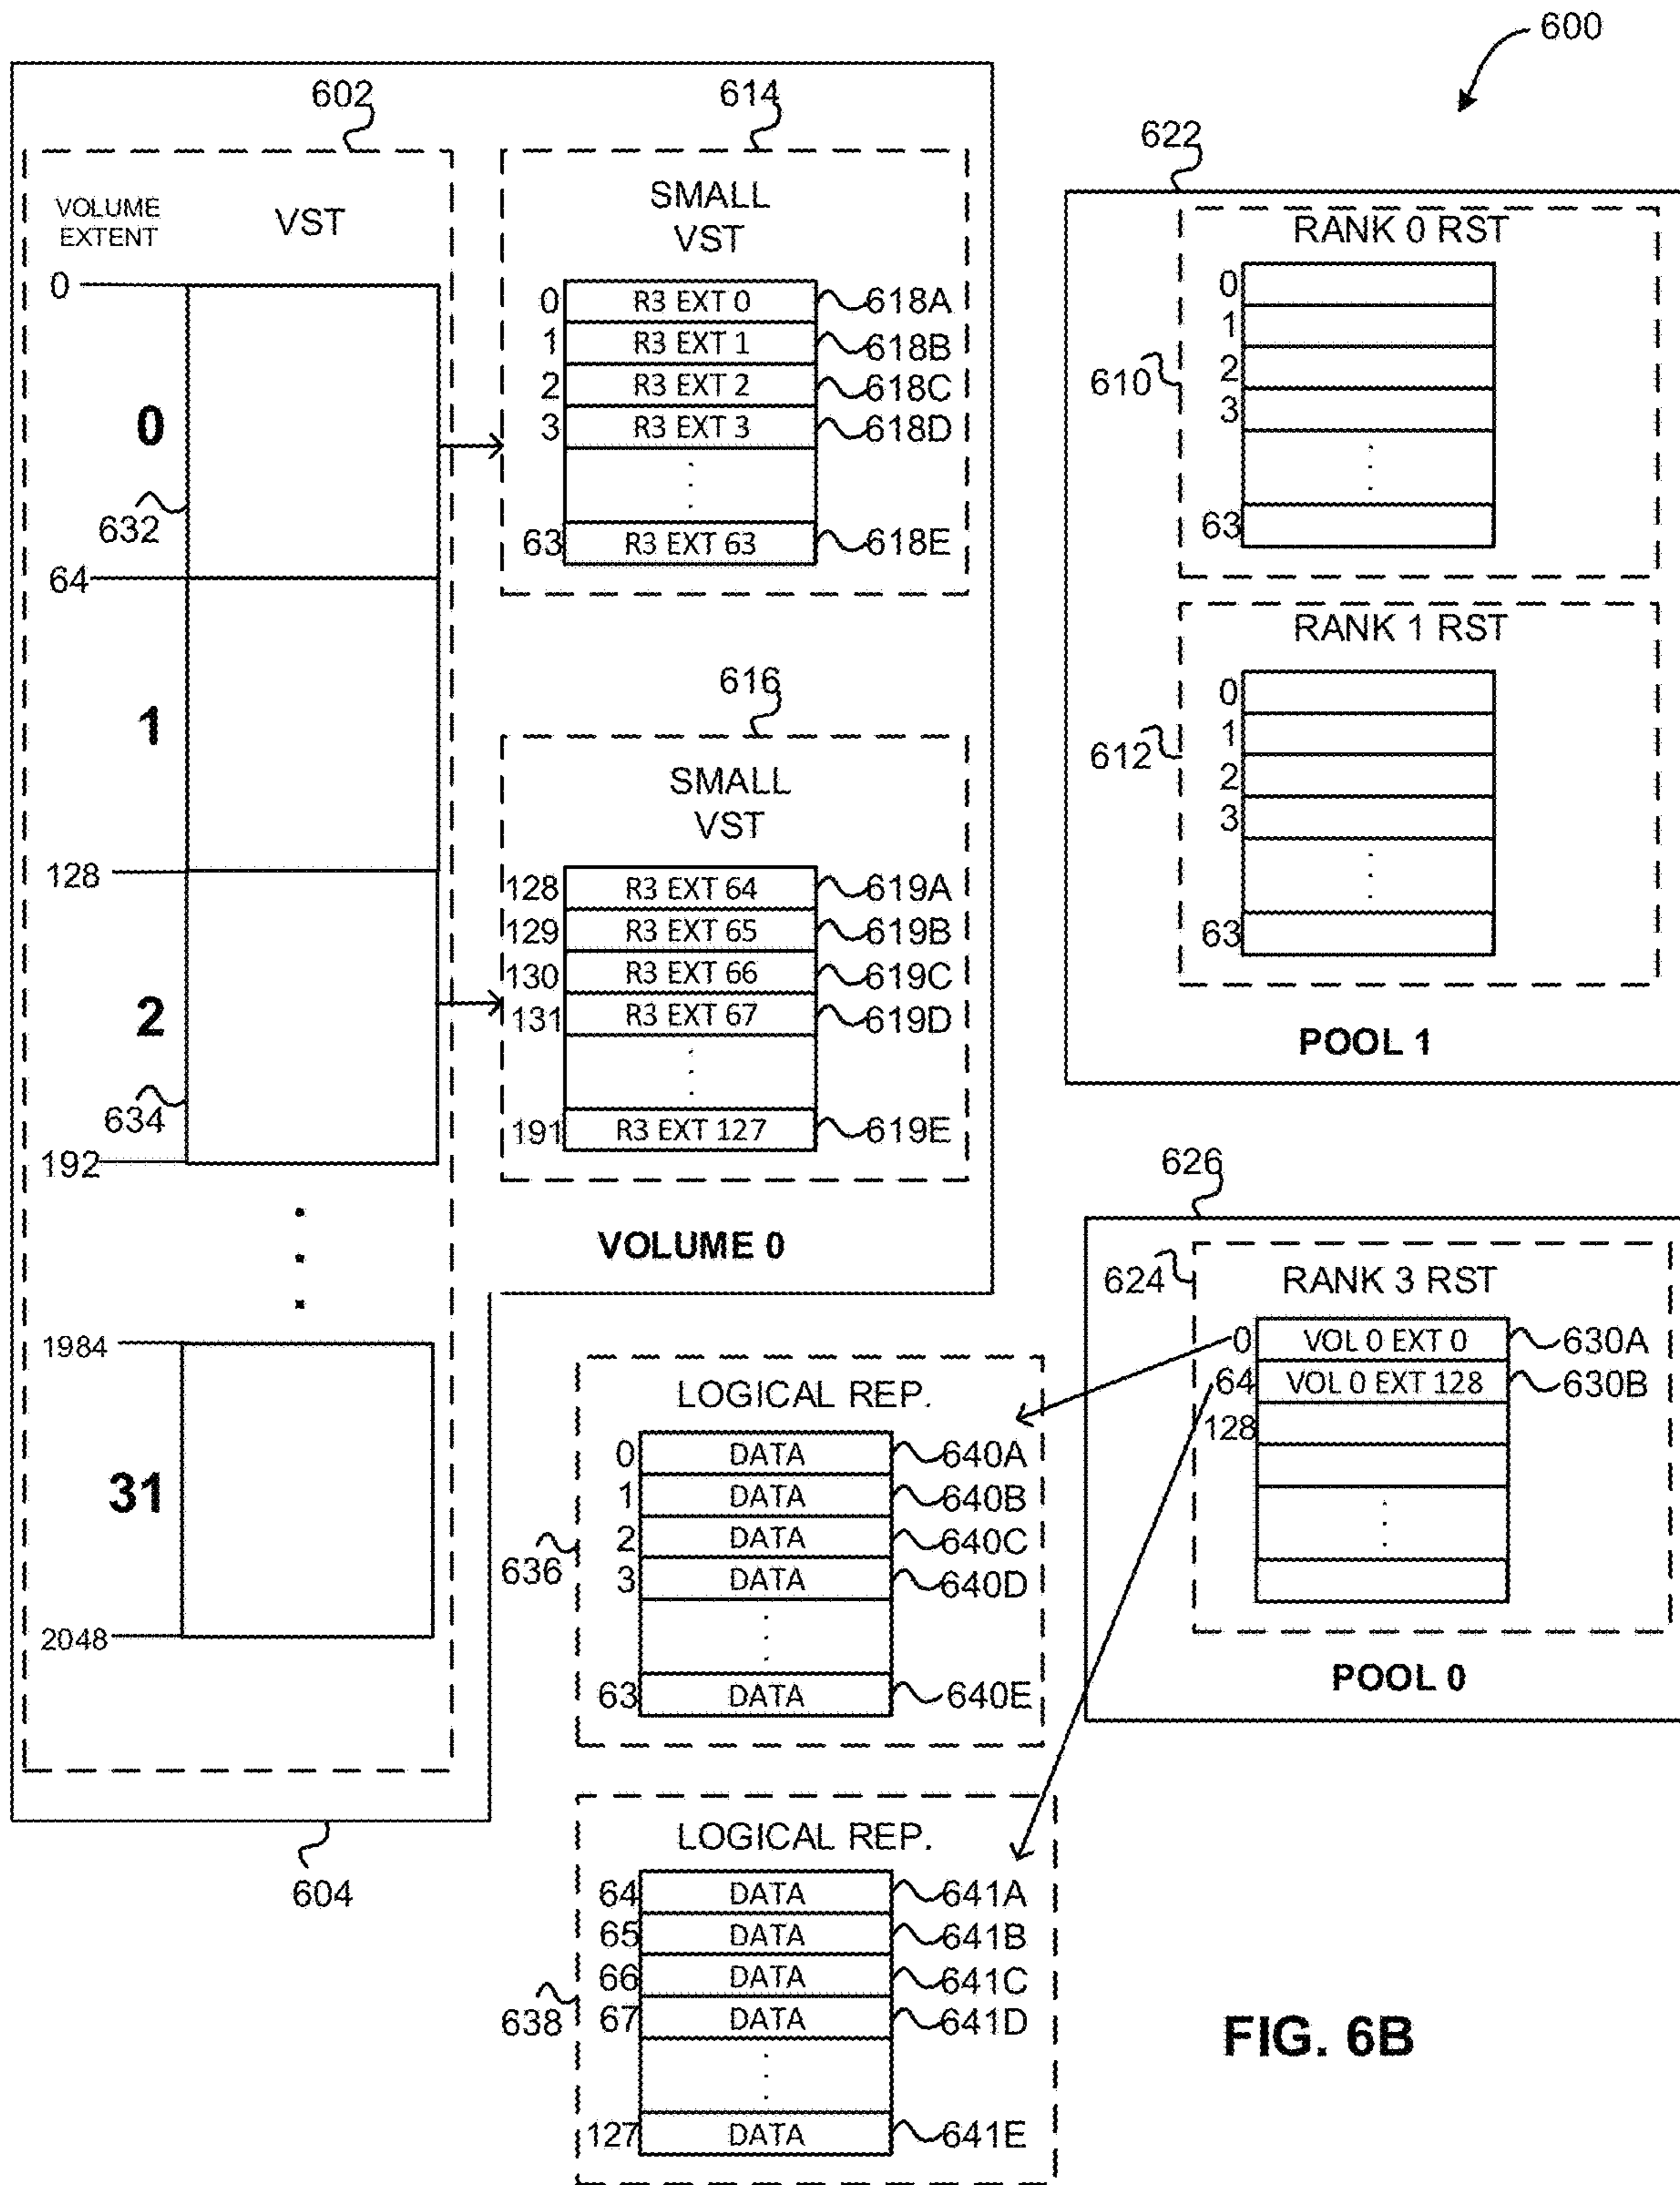 600
602
614
622
VOLUME
EXTENT
VST
SMALL
VST
RANK 0 RST
0
0 R3 EXT 0 618A
1 R3 EXT 1 618B
2 R3 EXT 2 618C
3 R3 EXT 3 618D
63 R3 EXT 63 618E
0
632
64
610
0
1
2
3
63
RANK 1 RST
612
0
1
2
3
63
POOL 1
1
128
616
SMALL
VST
128 R3 EXT 64 619A
129 R3 EXT 65 619B
130 R3 EXT 66 619C
131 R3 EXT 67 619D
191 R3 EXT 127 619E
2
634
192
VOLUME 0
626
624
RANK 3 RST
0 VOL 0 EXT 0 630A
64 VOL 0 EXT 128 630B
128
POOL 0
1984
31
2048
604
LOGICAL REP.
636
0 DATA 640A
1 DATA 640B
2 DATA 640C
3 DATA 640D
63 DATA 640E
LOGICAL REP.
638
64 DATA 641A
65 DATA 641B
66 DATA 641C
67 DATA 641D
127 DATA 641E
FIG. 6B